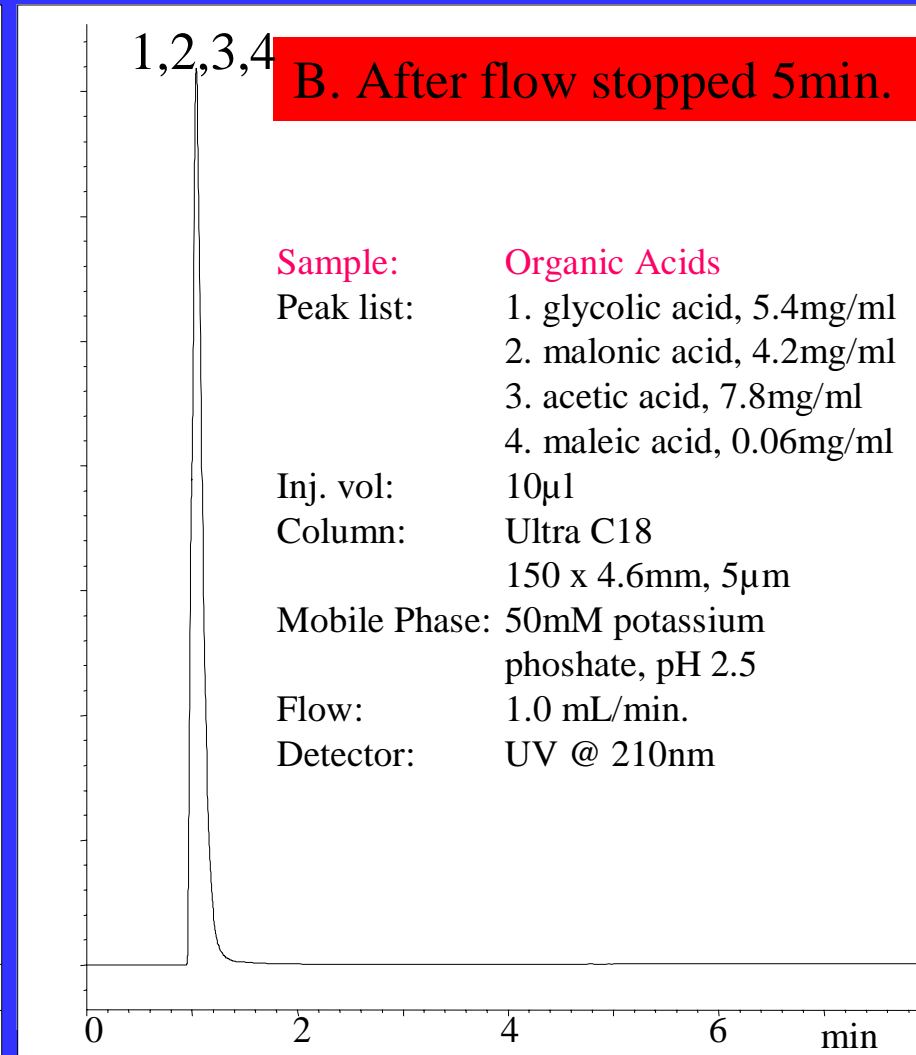 1,2,3,4
B. After flow stopped 5min.
Sample: Organic Acids
Peak list: 1. glycolic acid, 5.4mg/ml
2. malonic acid, 4.2mg/ml
3. acetic acid, 7.8mg/ml
4. maleic acid, 0.06mg/ml
Inj. vol: 10µl
Column: Ultra C18
150 x 4.6mm, 5µm
Mobile Phase: 50mM potassium
phoshate, pH 2.5
Flow: 1.0 mL/min.
Detector: UV @ 210nm
0 2 4 6 min